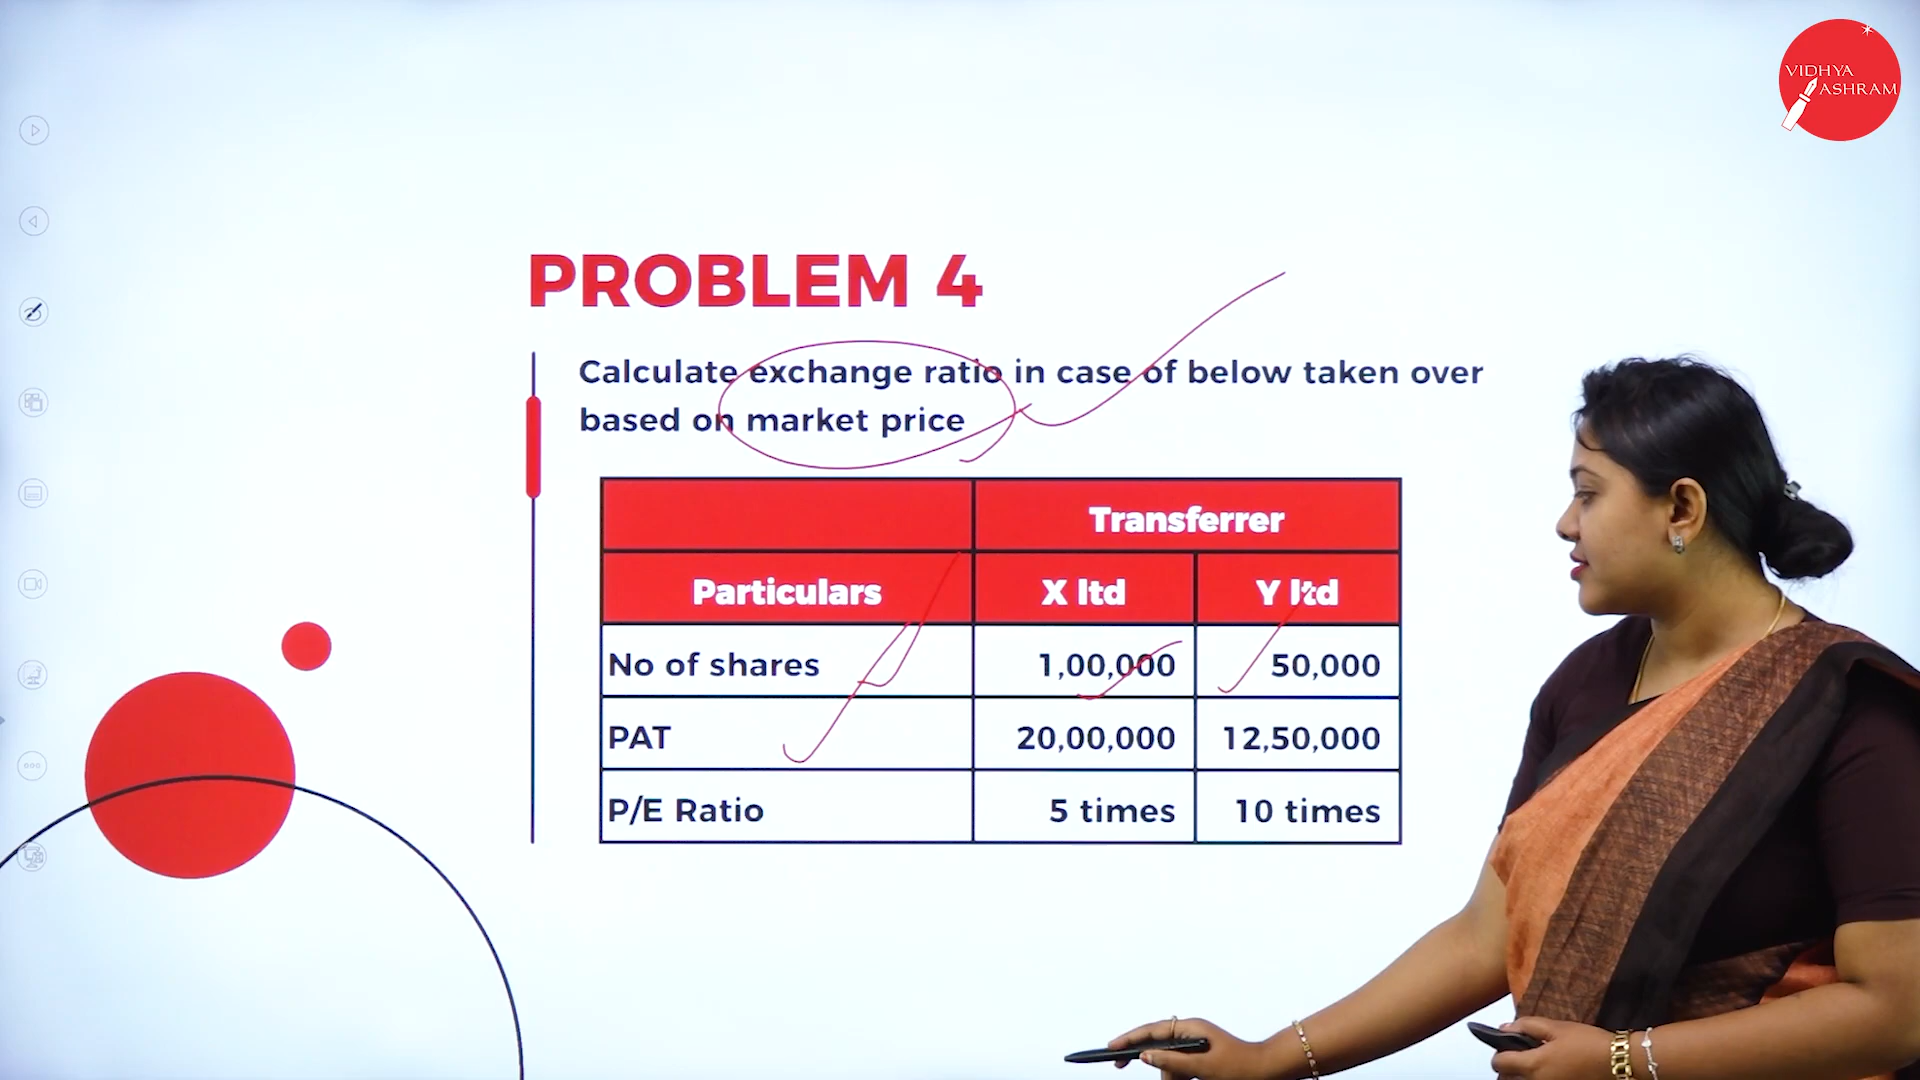 VIDHYA
ASHRAM
PROBLEM 4
Calculate exchange ratio in case of below taken over
based on market price
Transferrer
Particulars X ltd Y ltd
No of shares 1,00,000 50,000
PAT 20,00,000 12,50,000
P/E Ratio 5 times 10 times